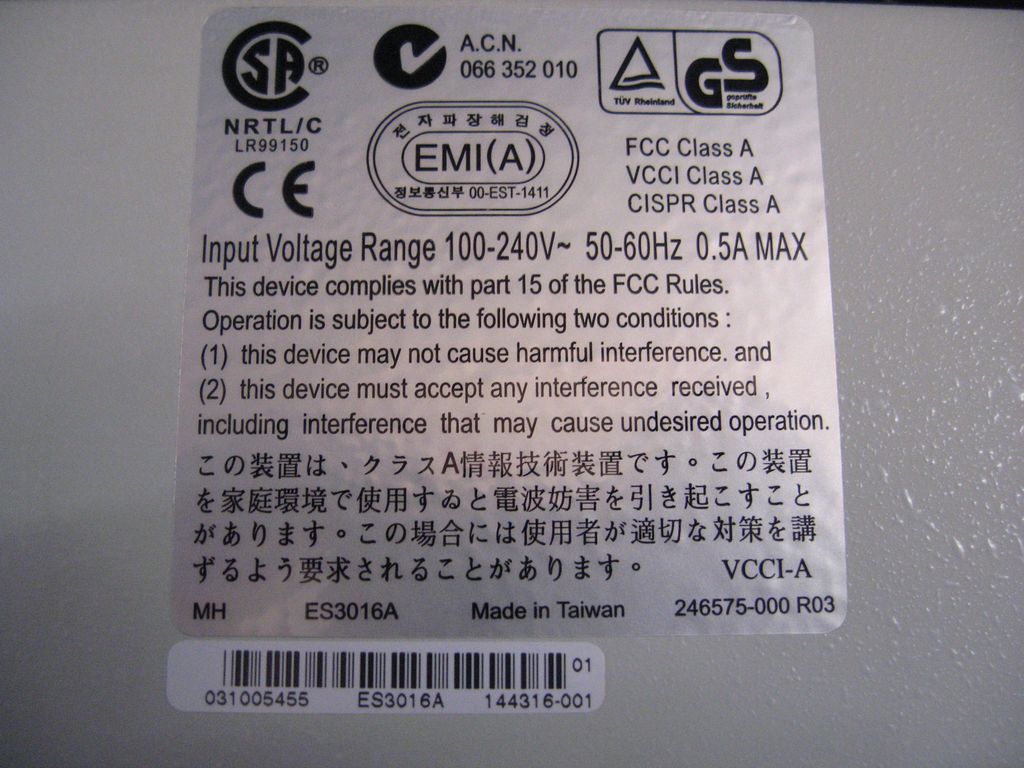 NRTL/C
LR99150
A.C.N.
066 352 010
TÜV Rheinland
GS
geprüfte
Sicherheit
전자파장해검정
EMI(A)
정보통신부 00-EST-1411
FCC Class A
VCCI Class A
CISPR Class A
CE
Input Voltage Range 100-240V~ 50-60Hz 0.5A MAX
This device complies with part 15 of the FCC Rules.
Operation is subject to the following two conditions :
(1) this device may not cause harmful interference. and
(2) this device must accept any interference received ,
including interference that may cause undesired operation.
この装置は、クラスA情報技術装置です。この装置
を家庭環境で使用すゐと電波妨害を引き起こすこと
があります。この場合には使用者が適切な対策を講
ずるよう要求されることがあります。 VCCI-A
MH ES3016A Made in Taiwan 246575-000 R03
01
031005455 ES3016A 144316-001